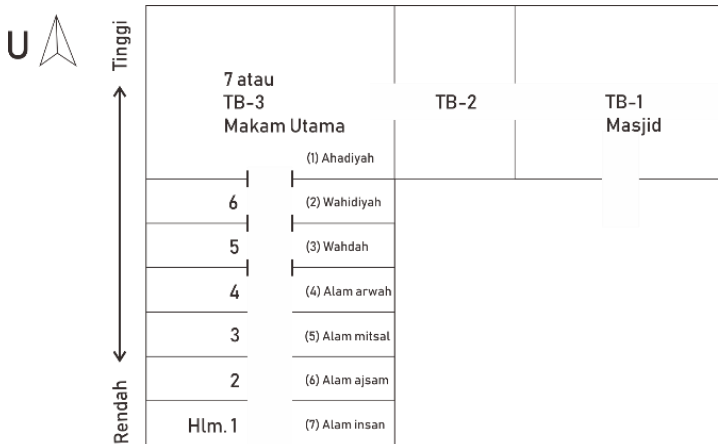 U
Tinggi
7 atau
TB-3
Makam Utama
TB-2
TB-1
Masjid
(1) Ahadiyah
6
(2) Wahidiyah
5
(3) Wahdah
4
(4) Alam arwah
3
(5) Alam mitsal
2
(6) Alam ajsam
Rendah
Hlm. 1
(7) Alam insan